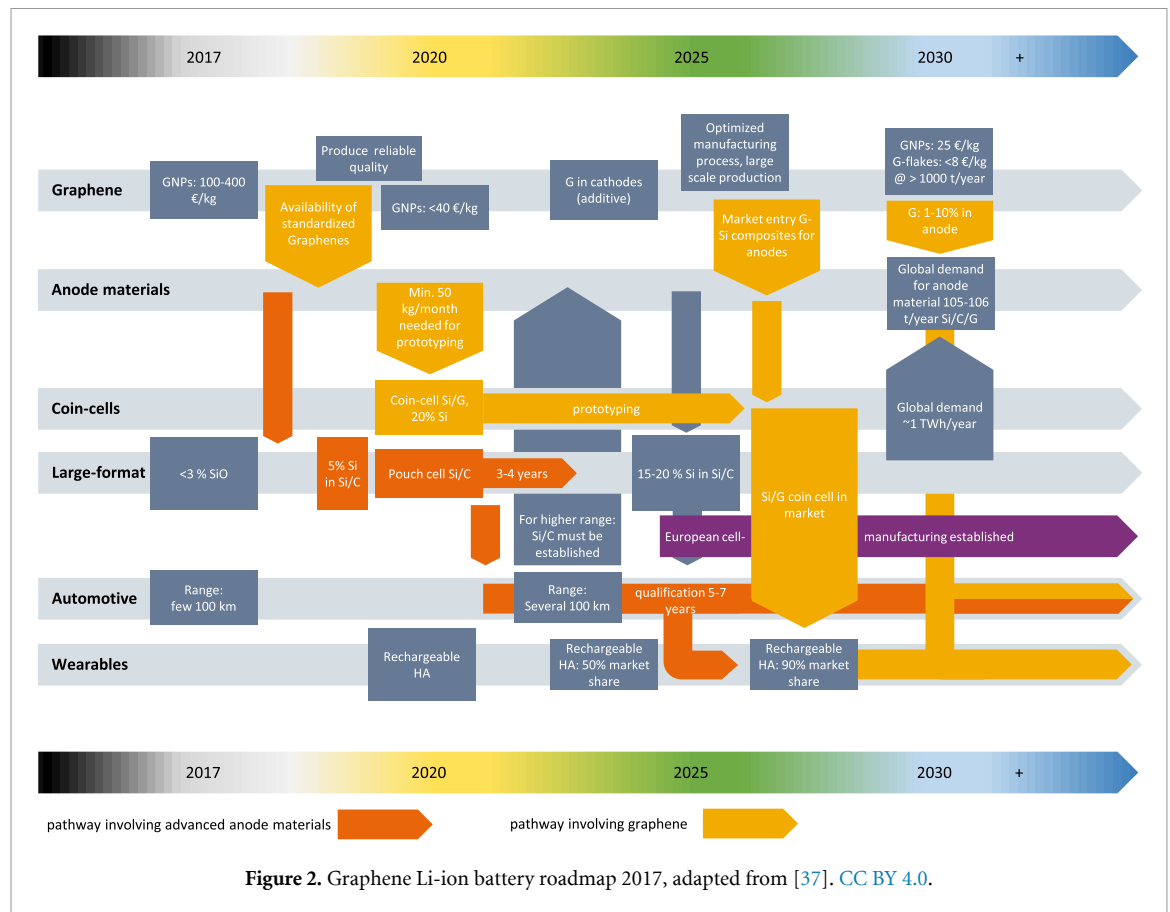 2017 2020 2025 2030 +
Graphene
GNPs: 100-400
€/kg
Produce reliable
quality
Availability of
standardized
Graphenes
GNPs: <40 €/kg
G in cathodes
(additive)
Optimized
manufacturing
process, large
scale production
Market entry G-
Si composites for
anodes
GNPs: 25 €/kg
G-flakes: <8 €/kg
@ > 1000 t/year
G: 1-10% in
anode
Anode materials
Min. 50
kg/month
needed for
prototyping
Global demand
for anode
material 105-106
t/year Si/C/G
Coin-cells
Coin-cell Si/G,
20% Si
prototyping
Global demand
~1 TWh/year
Large-format
<3 % SiO
5% Si
in Si/C
Pouch cell Si/C
3-4 years
15-20 % Si in Si/C
Si/G coin cell in
market
For higher range:
Si/C must be
established
European cell-
manufacturing established
Automotive
Range:
few 100 km
Range:
Several 100 km
qualification 5-7
years
Wearables
Rechargeable
HA
Rechargeable
HA: 50% market
share
Rechargeable
HA: 90% market
share
2017 2020 2025 2030 +
pathway involving advanced anode materials
pathway involving graphene
Figure 2. Graphene Li-ion battery roadmap 2017, adapted from [37]. CC BY 4.0.